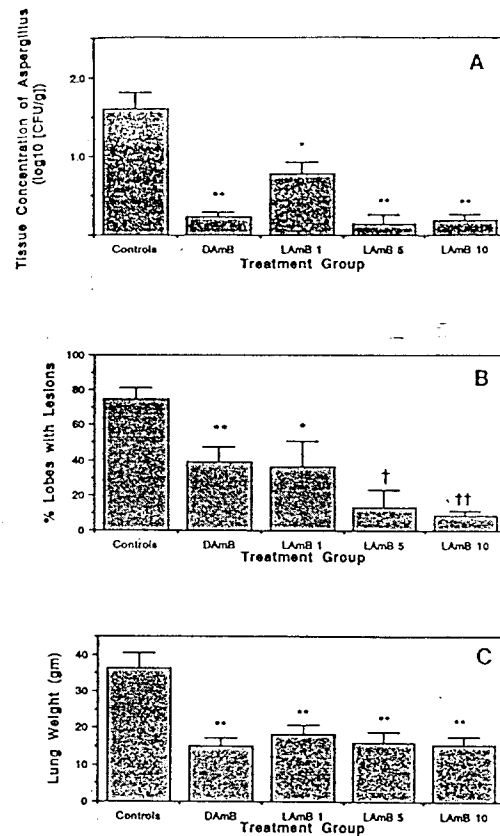 Tissue Concentration of Aspergillus
(log10 [CFU/g])
2.0
1.0
A
*
**
**
**
Controls DAmB LAmB 1 LAmB 5 LAmB 10
Treatment Group
% Lobes with Lesions
100
80
60
40
20
0
B
**
*
†
††
Controls DAmB LAmB 1 LAmB 5 LAmB 10
Treatment Group
Lung Weight (gm)
40
30
20
10
0
C
**
**
**
**
Controls DAmB LAmB 1 LAmB 5 LAmB 10
Treatment Group